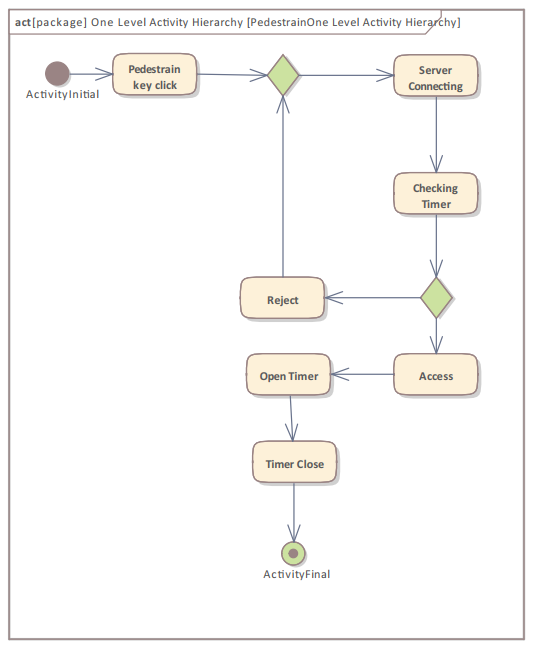 act[package] One Level Activity Hierarchy [PedestrainOne Level Activity Hierarchy]
Pedestrain
key click
Server
Connecting
ActivityInitial
Checking
Timer
Reject
Open Timer
Access
Timer Close
ActivityFinal